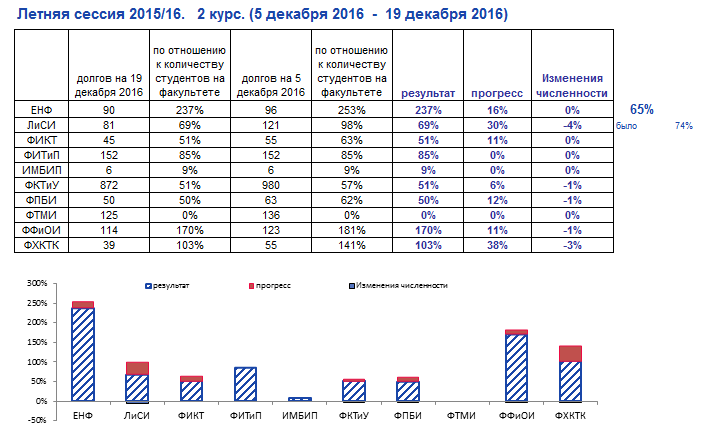 Летняя сессия 2015/16. 2 курс. (5 декабря 2016 - 19 декабря 2016)
долгов на 19 декабря 2016 по отношению к количеству студентов на факультете долгов на 5 декабря 2016 по отношению к количеству студентов на факультете результат прогресс Изменения численности
ЕНФ 90 237% 96 253% 237% 16% 0% 65%
ЛиСИ 81 69% 121 98% 69% 30% -4% было 74%
ФИКТ 45 51% 55 63% 51% 11% 0%
ФИТиП 152 85% 152 85% 85% 0% 0%
ИМБИП 6 9% 6 9% 9% 0% 0%
ФКТиУ 872 51% 980 57% 51% 6% -1%
ФПБИ 50 50% 63 62% 50% 12% -1%
ФТМИ 125 0% 136 0% 0% 0% 0%
ФФиОИ 114 170% 123 181% 170% 11% -1%
ФХКТК 39 103% 55 141% 103% 38% -3%
результат прогресс Изменения численности
300%
250%
200%
150%
100%
50%
0%
-50%
ЕНФ ЛиСИ ФИКТ ФИТиП ИМБИП ФКТиУ ФПБИ ФТМИ ФФиОИ ФХКТК